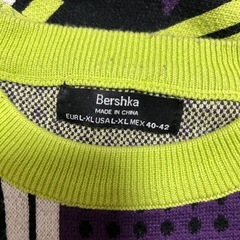 Bershka
MADE IN CHINA
EUR L-XL USA L-XL MEX 40-42